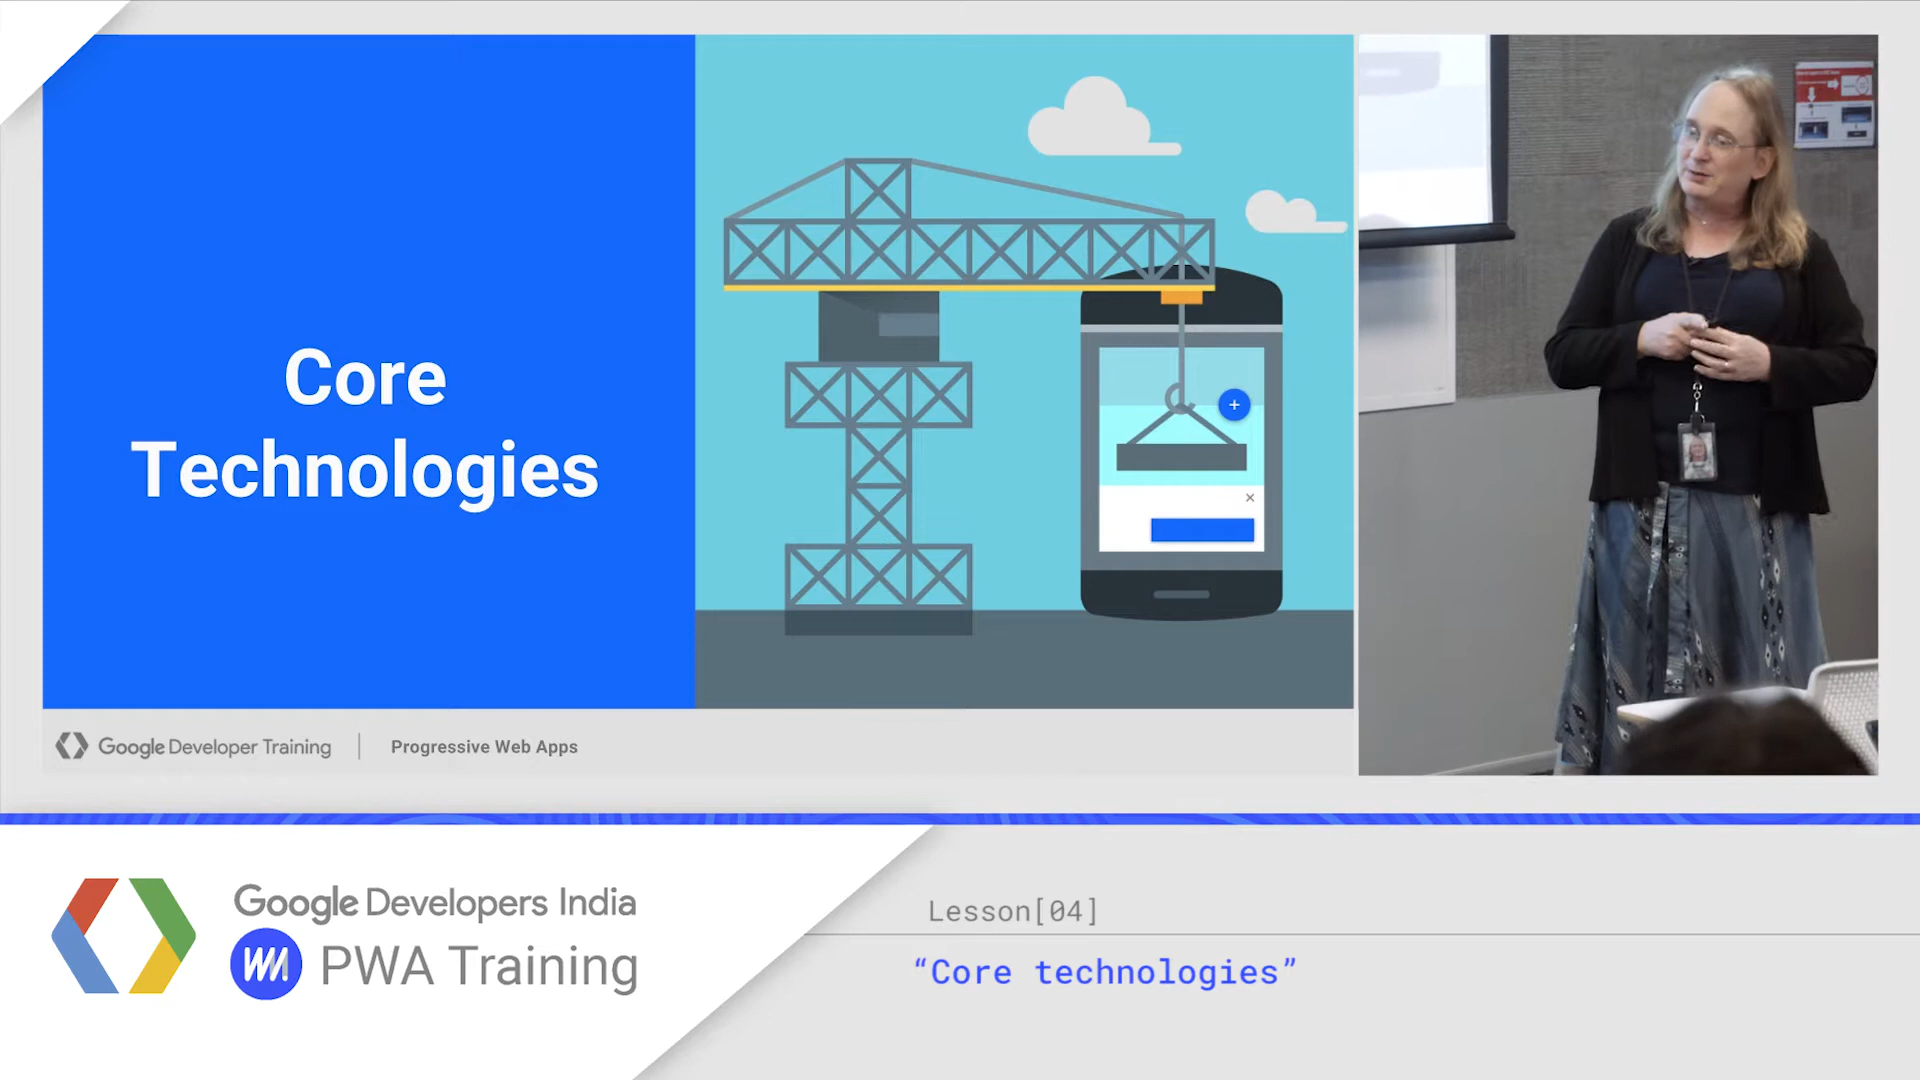 Core
Technologies
Google Developer Training | Progressive Web Apps
Google Developers India
PWA Training
Lesson[04]
“Core technologies”